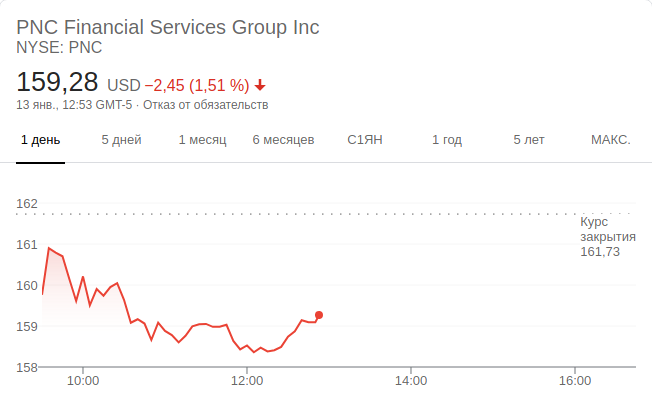 PNC Financial Services Group Inc
NYSE: PNC
159,28 USD −2,45 (1,51 %)
13 янв., 12:53 GMT-5 · Отказ от обязательств
1 день 5 дней 1 месяц 6 месяцев С1ЯН 1 год 5 лет МАКС.
162
Курс
закрытия
161,73
161
160
159
158
10:00 12:00 14:00 16:00